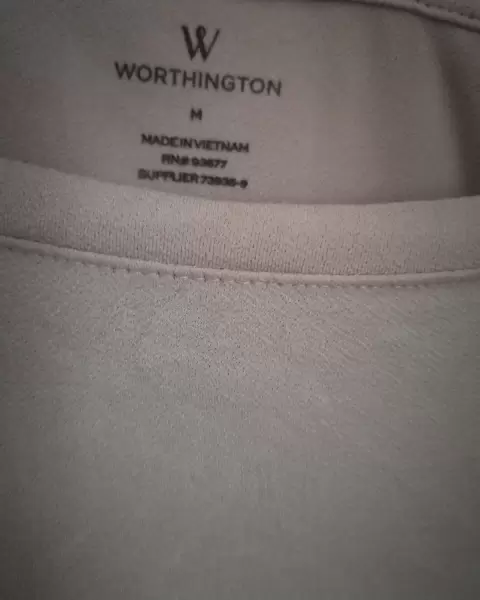 W
WORTHINGTON
M
MADE IN VIETNAM
RN# 93677
SUPPLIER